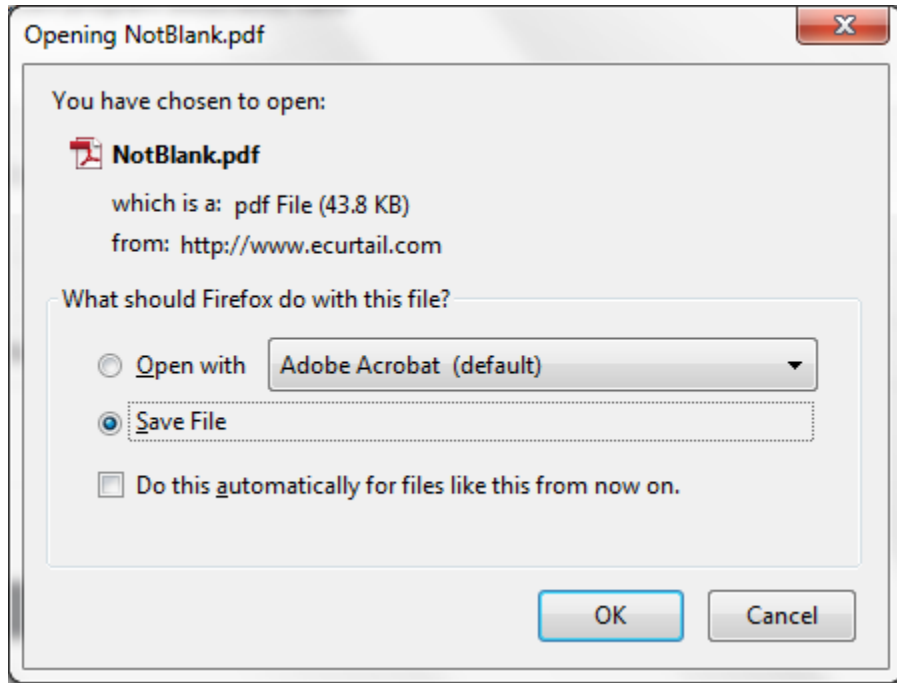 Opening NotBlank.pdf
You have chosen to open:
NotBlank.pdf
which is a: pdf File (43.8 KB)
from: http://www.ecurtail.com
What should Firefox do with this file?
Open with Adobe Acrobat (default)
Save File
Do this automatically for files like this from now on.
OK Cancel